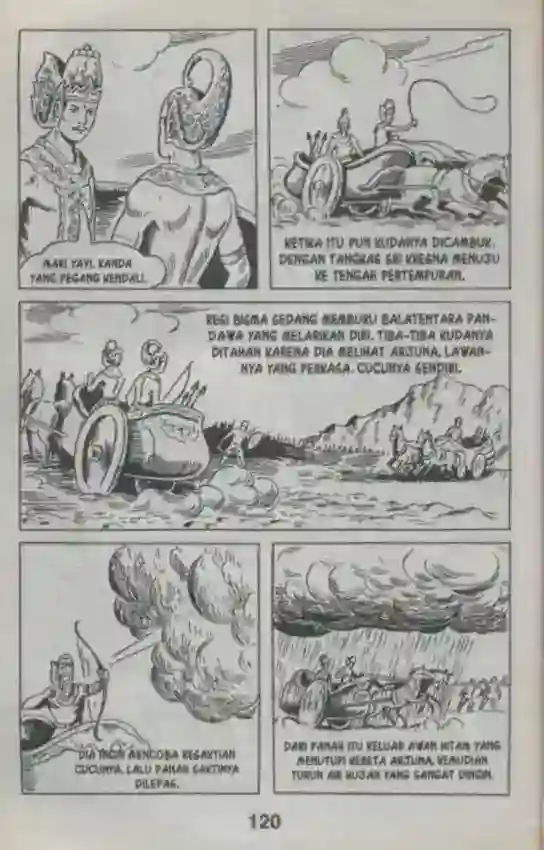 MARI YAYI, KANDA
YANG PEGANG KENDALI.
KETIKA ITU PUN KUDANYA DICAMBUK.
DENGAN TANGKAS SRI KRESNA MENUJU
KE TENGAH PERTEMPURAN.
RESI BISMA SEDANG MEMBURU BALATENTARA PAN-
DAWA YANG MELARIKAN DIRI. TIBA-TIBA KUDANYA
DITAHAN KARENA DIA MELIHAT ARJUNA, LAWAN-
NYA YANG PERKASA. CUCUNYA SENDIRI.
DIA INGIN MENCOBA KESAKTIAN
CUCUNYA. LALU PANAH SAKTINYA
DILEPAS.
DARI PANAH ITU KELUAR AWAN HITAM YANG
MENUTUPI KERETA ARJUNA. KEMUDIAN
TURUN AIR HUJAN YANG SANGAT DINGIN.
120